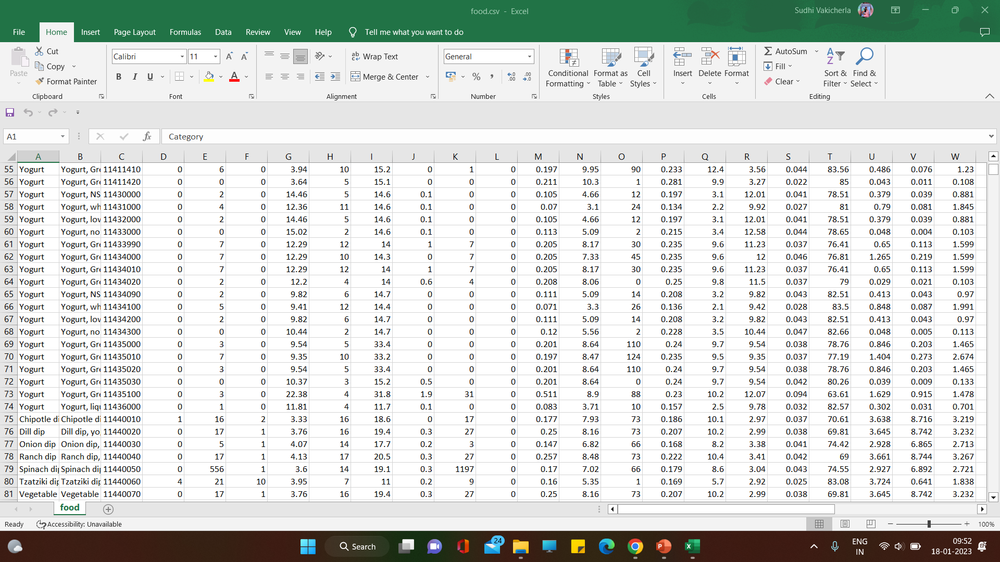 food.csv - Excel
Sudhi Vakicherla
File Home Insert Page Layout Formulas Data Review View Help Tell me what you want to do
Paste
Cut
Copy
Format Painter
Clipboard
Calibri 11
B I U
Font
Wrap Text
Merge & Center
Alignment
General
Number
Conditional Formatting
Format as Table
Cell Styles
Styles
Insert Delete Format
Cells
AutoSum
Fill
Clear
Sort & Filter
Find & Select
Editing
A1 fx Category
A B C D E F G H I J K L M N O P Q R S T U V W
55 Yogurt Yogurt, Gre 11411410 0 6 0 3.94 10 15.2 0 1 0 0.197 9.95 90 0.233 12.4 3.56 0.044 83.56 0.486 0.076 1.23
56 Yogurt Yogurt, Gre 11411420 0 0 0 3.64 5 15.1 0 0 0 0.211 10.3 1 0.281 9.9 3.27 0.022 85 0.043 0.011 0.108
57 Yogurt Yogurt, NS 11430000 0 2 0 14.46 5 14.6 0.1 0 0 0.105 4.66 12 0.197 3.1 12.01 0.041 78.51 0.379 0.039 0.881
58 Yogurt Yogurt, wh 11431000 0 4 0 12.36 11 14.6 0.1 0 0 0.07 3.1 24 0.134 2.2 9.92 0.027 81 0.79 0.081 1.845
59 Yogurt Yogurt, low 11432000 0 2 0 14.46 5 14.6 0.1 0 0 0.105 4.66 12 0.197 3.1 12.01 0.041 78.51 0.379 0.039 0.881
60 Yogurt Yogurt, no 11433000 0 0 0 15.02 2 14.6 0.1 0 0 0.113 5.09 2 0.215 3.4 12.58 0.044 78.65 0.048 0.004 0.103
61 Yogurt Yogurt, Gre 11433990 0 7 0 12.29 12 14 1 7 0 0.205 8.17 30 0.235 9.6 11.23 0.037 76.41 0.65 0.113 1.599
62 Yogurt Yogurt, Gre 11434000 0 7 0 12.29 10 14.3 0 7 0 0.205 7.33 45 0.235 9.6 12 0.046 76.81 1.265 0.219 1.599
63 Yogurt Yogurt, Gre 11434010 0 7 0 12.29 12 14 1 7 0 0.205 8.17 30 0.235 9.6 11.23 0.037 76.41 0.65 0.113 1.599
64 Yogurt Yogurt, Gre 11434020 0 2 0 12.2 4 14 0.6 4 0 0.208 8.06 0 0.25 9.8 11.5 0.037 79 0.029 0.021 0.103
65 Yogurt Yogurt, NS 11434090 0 2 0 9.82 6 14.7 0 0 0 0.111 5.09 14 0.208 3.2 9.82 0.043 82.51 0.413 0.043 0.97
66 Yogurt Yogurt, wh 11434100 0 5 0 9.41 12 14.4 0 0 0 0.071 3.3 26 0.136 2.1 9.42 0.028 83.5 0.848 0.087 1.991
67 Yogurt Yogurt, low 11434200 0 2 0 9.82 6 14.7 0 0 0 0.111 5.09 14 0.208 3.2 9.82 0.043 82.51 0.413 0.043 0.97
68 Yogurt Yogurt, no 11434300 0 0 0 10.44 2 14.7 0 0 0 0.12 5.56 2 0.228 3.5 10.44 0.047 82.66 0.048 0.005 0.113
69 Yogurt Yogurt, Gre 11435000 0 3 0 9.54 5 33.4 0 0 0 0.201 8.64 110 0.24 9.7 9.54 0.038 78.76 0.846 0.203 1.465
70 Yogurt Yogurt, Gre 11435010 0 7 0 9.35 10 33.2 0 0 0 0.197 8.47 124 0.235 9.5 9.35 0.037 77.19 1.404 0.273 2.674
71 Yogurt Yogurt, Gre 11435020 0 3 0 9.54 5 33.4 0 0 0 0.201 8.64 110 0.24 9.7 9.54 0.038 78.76 0.846 0.203 1.465
72 Yogurt Yogurt, Gre 11435030 0 0 0 10.37 3 15.2 0.5 0 0 0.201 8.64 0 0.24 9.7 9.54 0.042 80.26 0.039 0.009 0.133
73 Yogurt Yogurt, Gre 11435100 0 3 0 22.38 4 31.8 1.9 31 0 0.511 8.9 88 0.23 10.2 12.07 0.094 63.61 1.629 0.915 1.478
74 Yogurt Yogurt, liqu 11436000 0 1 0 11.81 4 11.7 0.1 0 0 0.083 3.71 10 0.157 2.5 9.78 0.032 82.57 0.302 0.031 0.701
75 Chipotle di Chipotle di 11440010 1 16 2 3.33 16 18.6 0 17 0 0.177 7.93 73 0.186 10.1 2.97 0.037 70.61 3.638 8.716 3.219
76 Dill dip Dill dip, yo 11440020 0 17 1 3.76 16 19.4 0.3 27 0 0.25 8.16 73 0.207 10.2 2.99 0.038 69.81 3.645 8.742 3.232
77 Onion dip Onion dip, 11440030 0 5 1 4.07 14 17.7 0.2 3 0 0.147 6.82 66 0.168 8.2 3.38 0.041 74.42 2.928 6.865 2.713
78 Ranch dip Ranch dip, 11440040 0 17 1 4.13 17 20.5 0.3 27 0 0.257 8.48 73 0.222 10.4 3.41 0.042 69 3.661 8.744 3.267
79 Spinach dip Spinach dip 11440050 0 556 1 3.6 14 19.1 0.3 1197 0 0.16 7.02 66 0.179 8.6 3.04 0.043 74.55 2.927 6.892 2.721
80 Tzatziki dip Tzatziki dip 11440060 4 21 10 3.95 7 11 0.2 9 0 0.16 5.35 1 0.169 5.7 2.92 0.025 83.08 3.724 0.641 1.838
81 Vegetable Vegetable 11440070 0 17 1 3.76 16 19.4 0.3 27 0 0.25 8.16 73 0.207 10.2 2.99 0.038 69.81 3.645 8.742 3.232
food
Ready Accessibility: Unavailable 100%
Search 24 ENG IN 09:52 18-01-2023